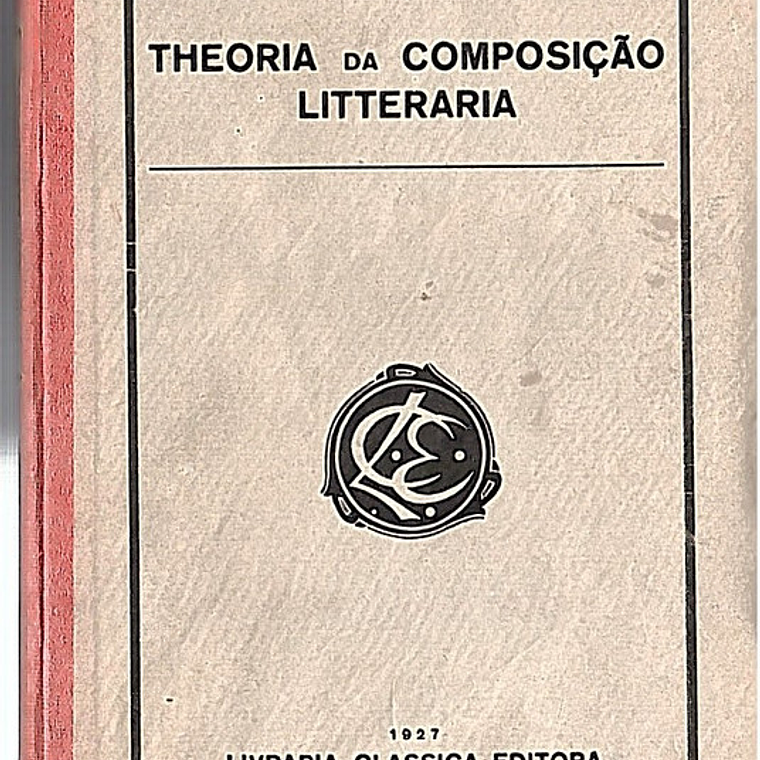 THEORIA DA COMPOSIÇÃO
LITTERARIA
1927
LIVRARIA CLASSICA EDITORA